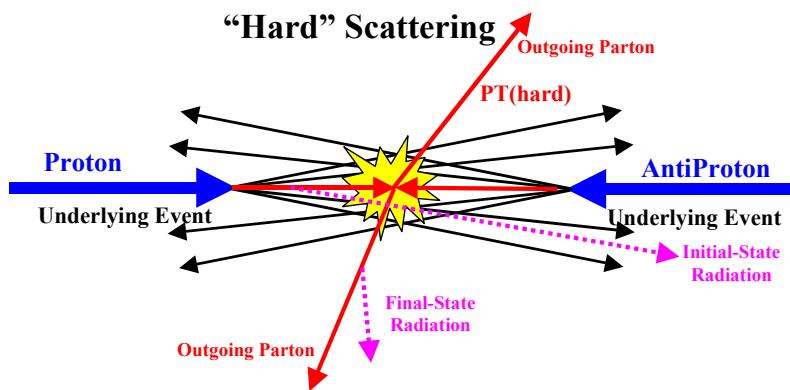 “Hard” Scattering
Outgoing Parton
PT(hard)
Proton
AntiProton
Underlying Event
Underlying Event
Initial-State
Radiation
Final-State
Radiation
Outgoing Parton